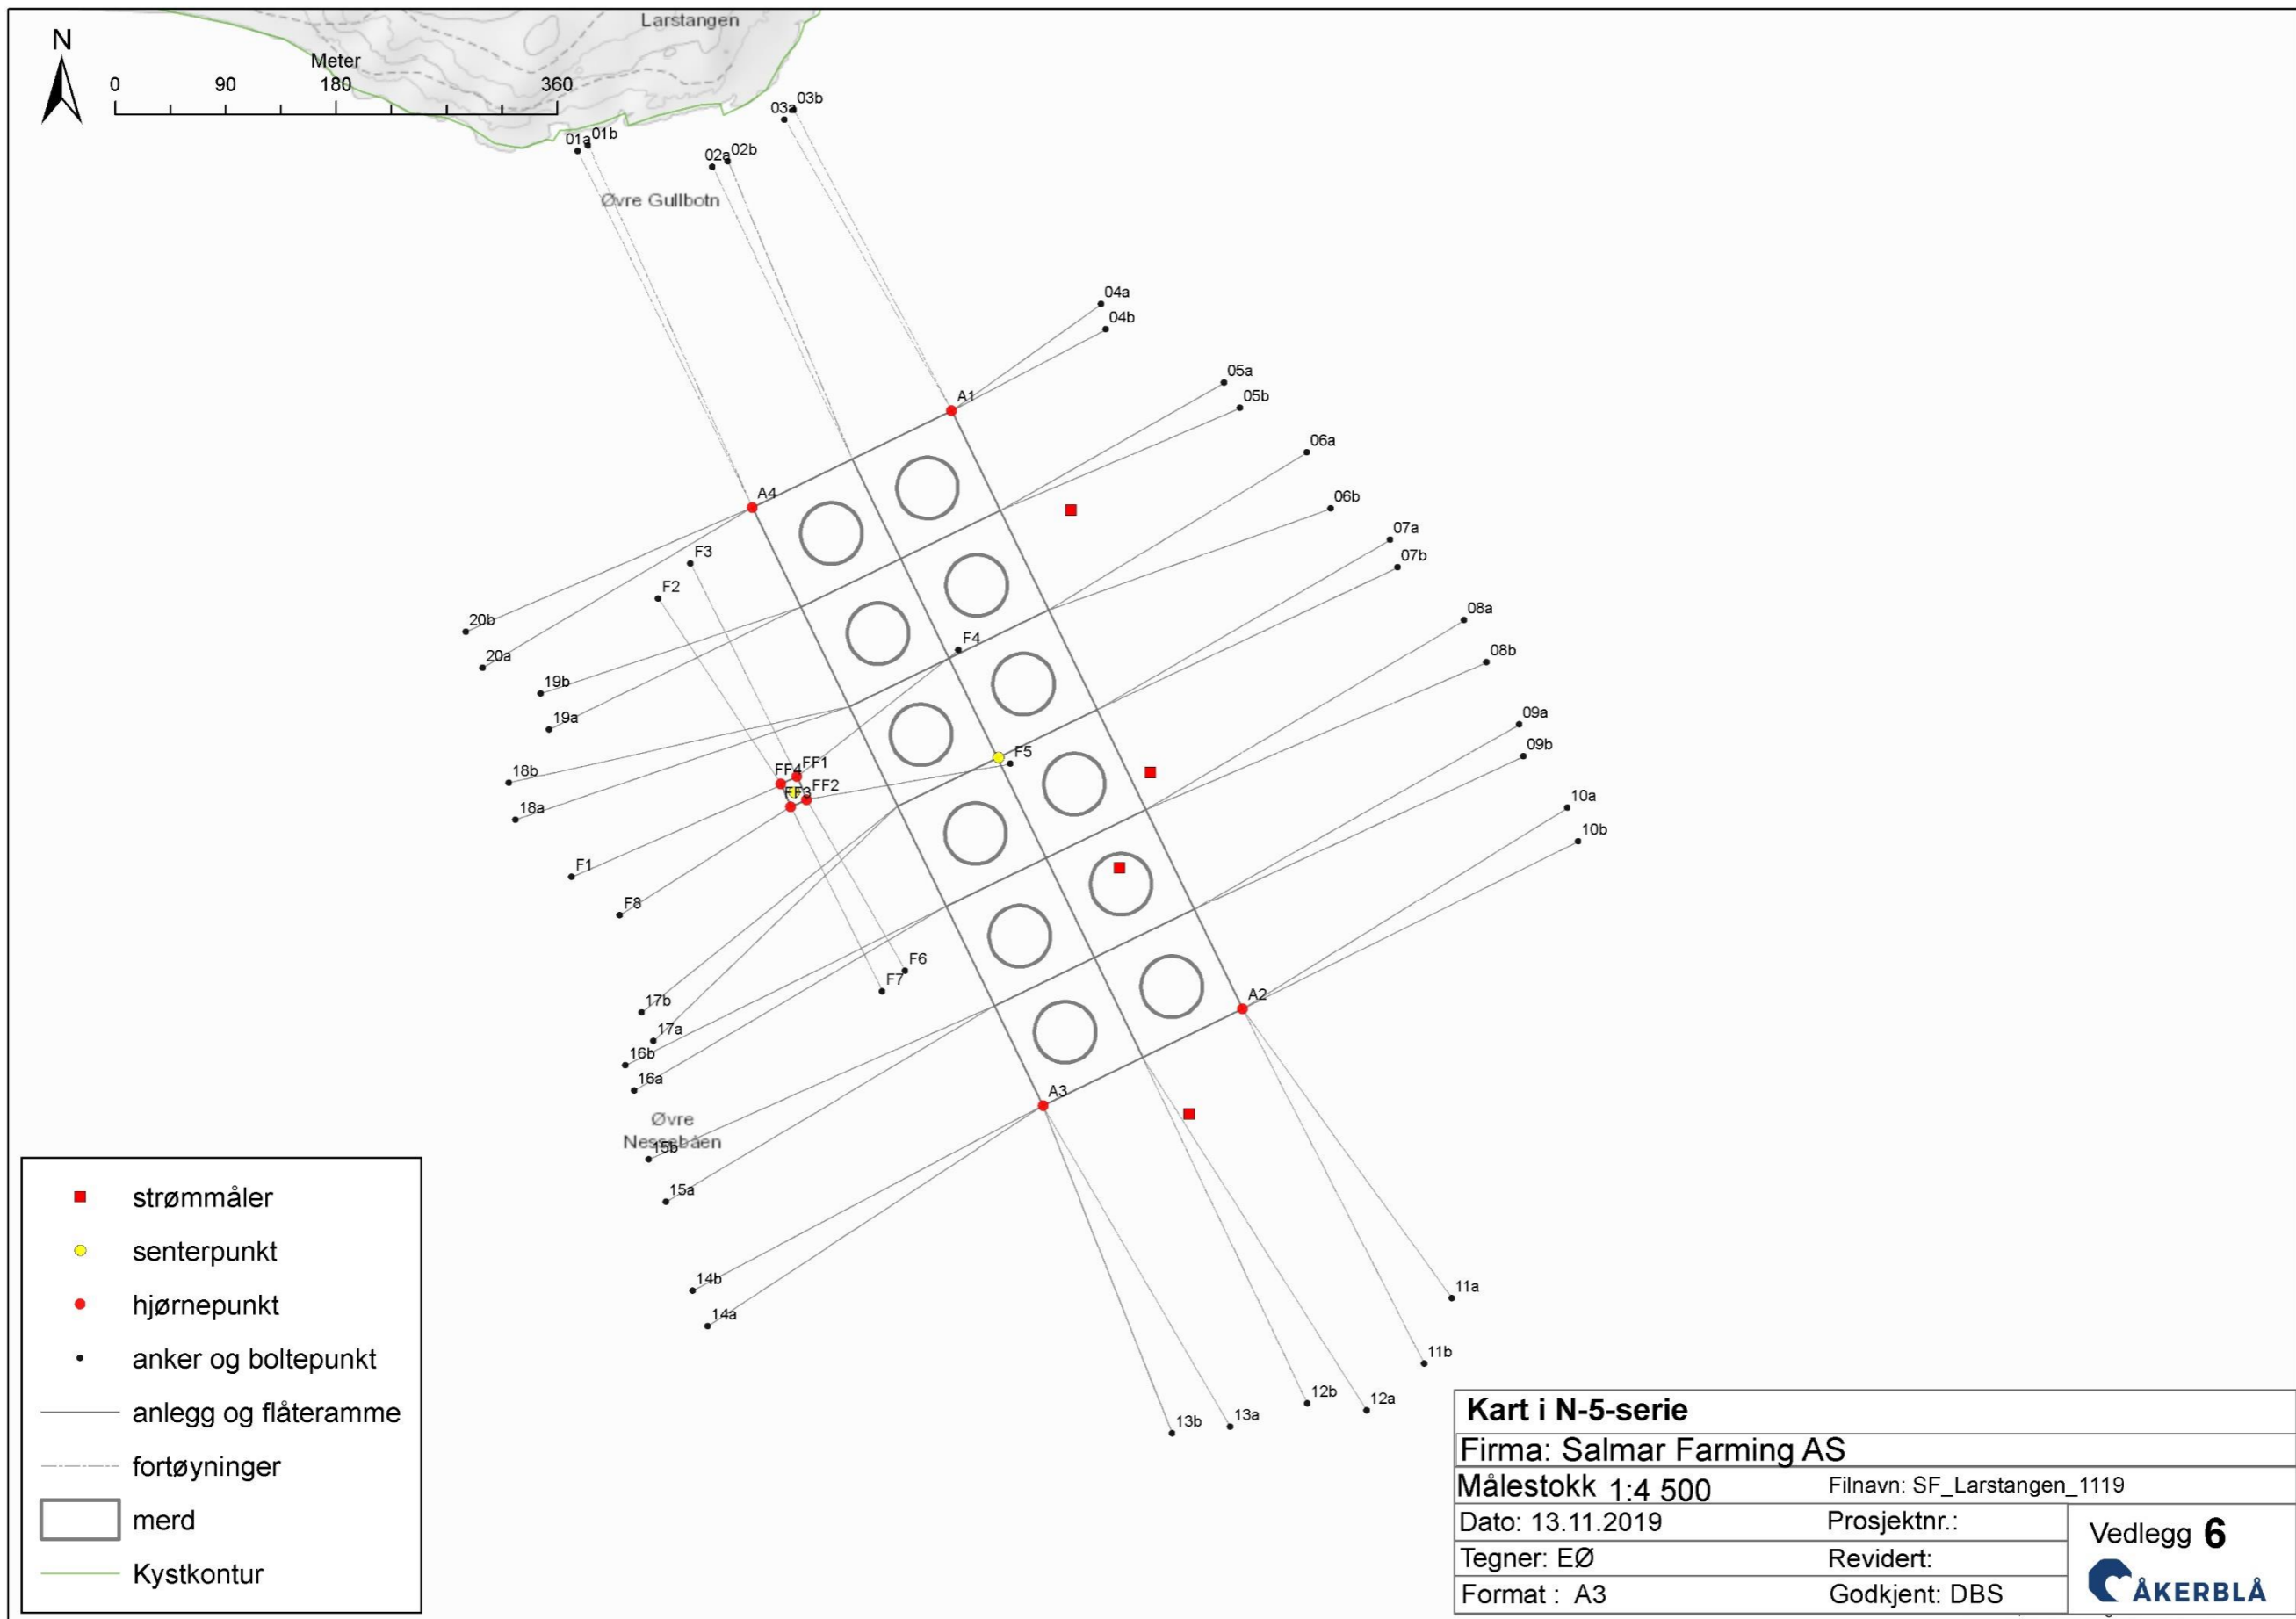 Larstangen
N
Meter
0 90 180 360
03a 03b
01a 01b
02a 02b
Øvre Gullbotn
04a
04b
05a
A1
05b
06a
A4
06b
07a
F3
07b
F2
08a
20b
F4
20a
08b
19b
09a
19a
09b
F5
18b
FF4 FF1
FF3 FF2
10a
18a
10b
F1
F8
F6
F7
A2
17b
17a
16b
16a
A3
Øvre
Nessebåen
15b
15a
14b
14a
11a
11b
12b
12a
13b
13a
strømmåler
senterpunkt
hjørnepunkt
anker og boltepunkt
anlegg og flåteramme
fortøyninger
merd
Kystkontur
Kart i N-5-serie
Firma: Salmar Farming AS
Målestokk 1:4 500 Filnavn: SF_Larstangen_1119
Dato: 13.11.2019 Prosjektnr.:
Vedlegg 6
Tegner: EØ Revidert:
Format : A3 Godkjent: DBS
ÅKERBLÅ